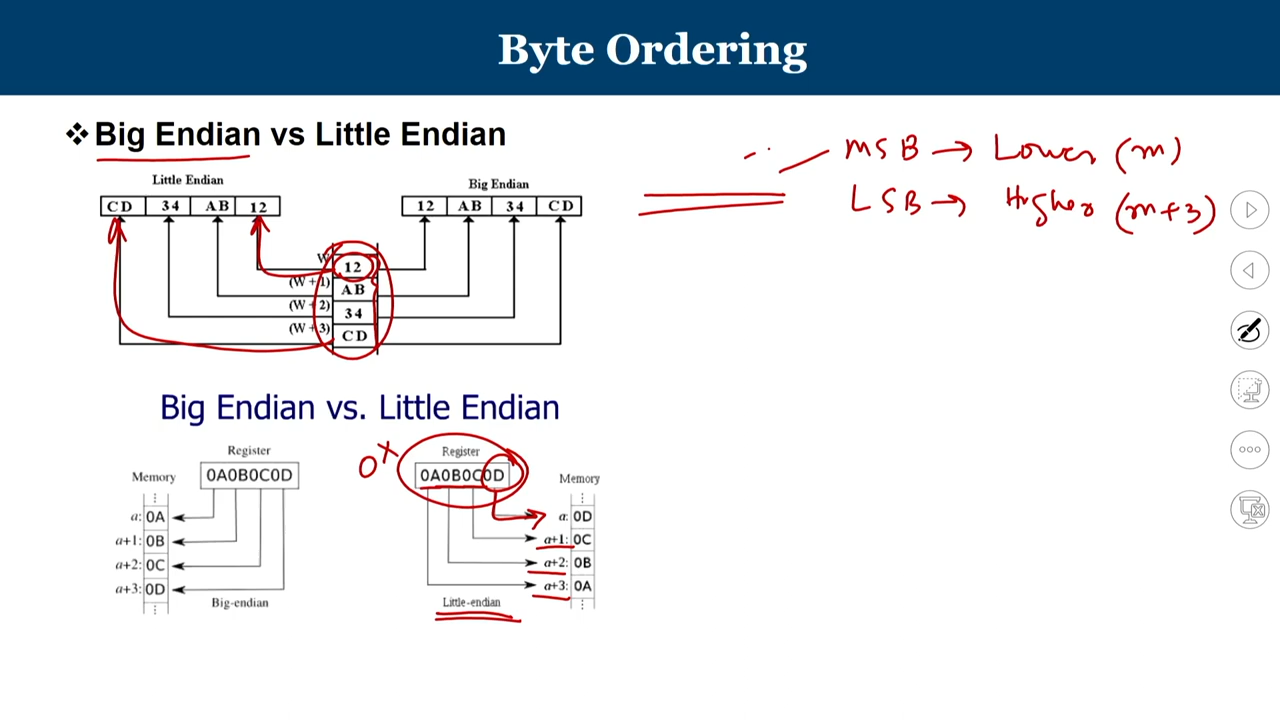 Byte Ordering
❖ Big Endian vs Little Endian
MSB → Lower (m)
LSB → Higher (m+3)
Little Endian
Big Endian
CD 34 AB 12
12 AB 34 CD
W 12
(W + 1) AB
(W + 2) 34
(W + 3) CD
Big Endian vs. Little Endian
Register
0A0B0C0D
Memory
⋮
a: 0A
a+1: 0B
a+2: 0C
a+3: 0D
⋮
Big-endian
0x
Register
0A0B0C0D
Memory
⋮
a: 0D
a+1: 0C
a+2: 0B
a+3: 0A
⋮
Little-endian